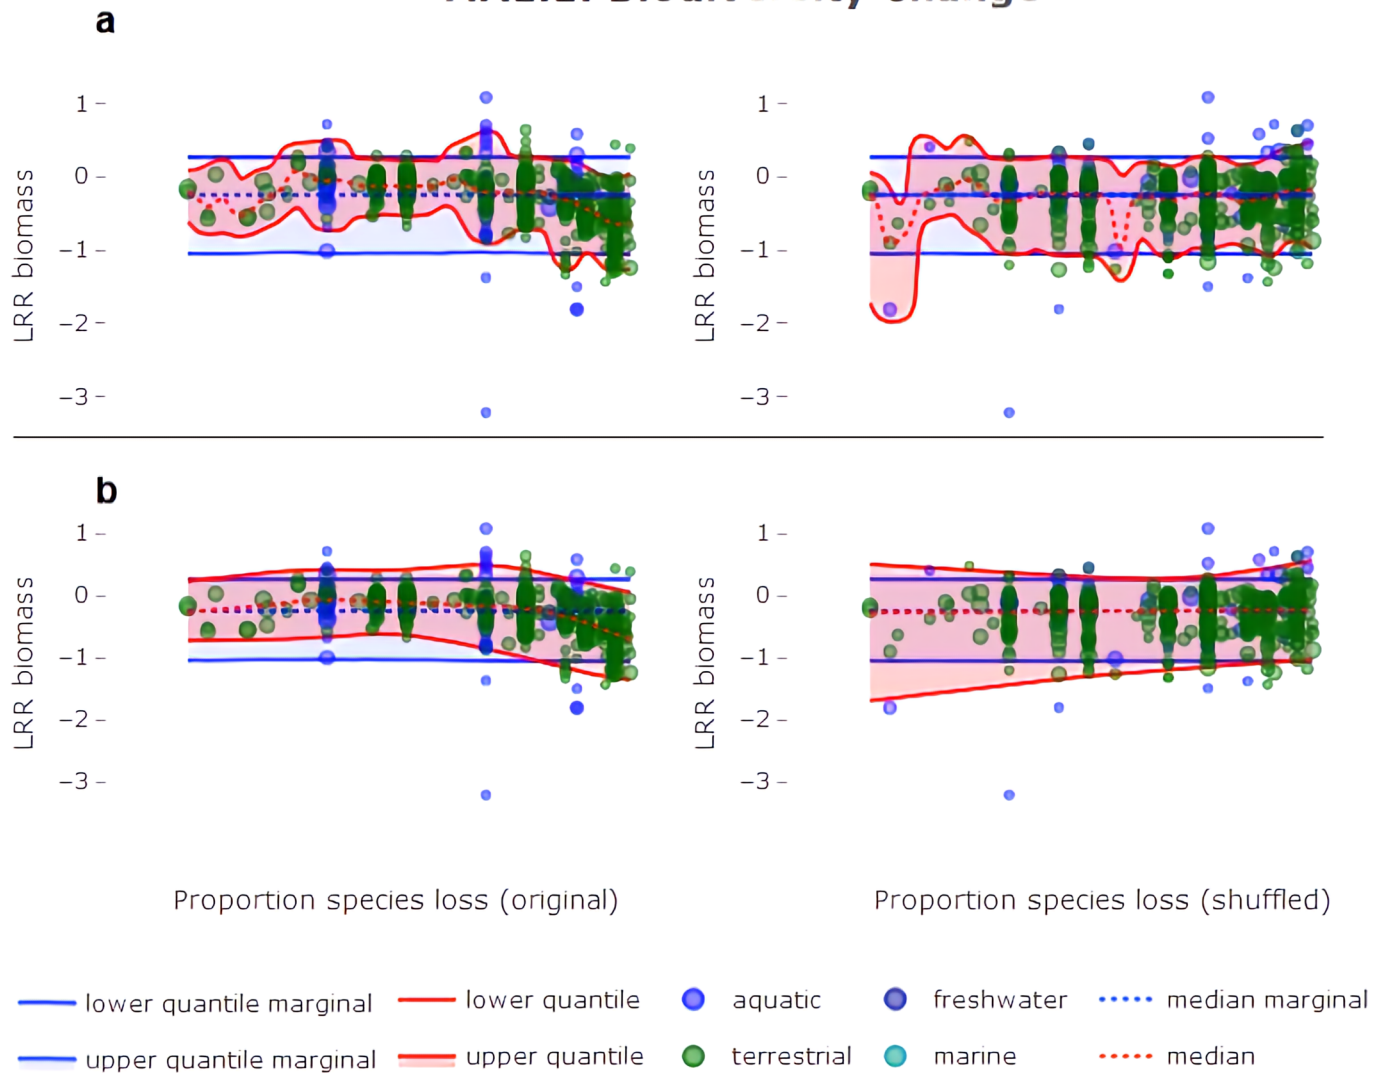 a
1
0
−1
−2
−3
LRR biomass
1
0
−1
−2
−3
LRR biomass
b
1
0
−1
−2
−3
LRR biomass
1
0
−1
−2
−3
LRR biomass
Proportion species loss (original)
Proportion species loss (shuffled)
lower quantile marginal
lower quantile
aquatic
freshwater
median marginal
upper quantile marginal
upper quantile
terrestrial
marine
median